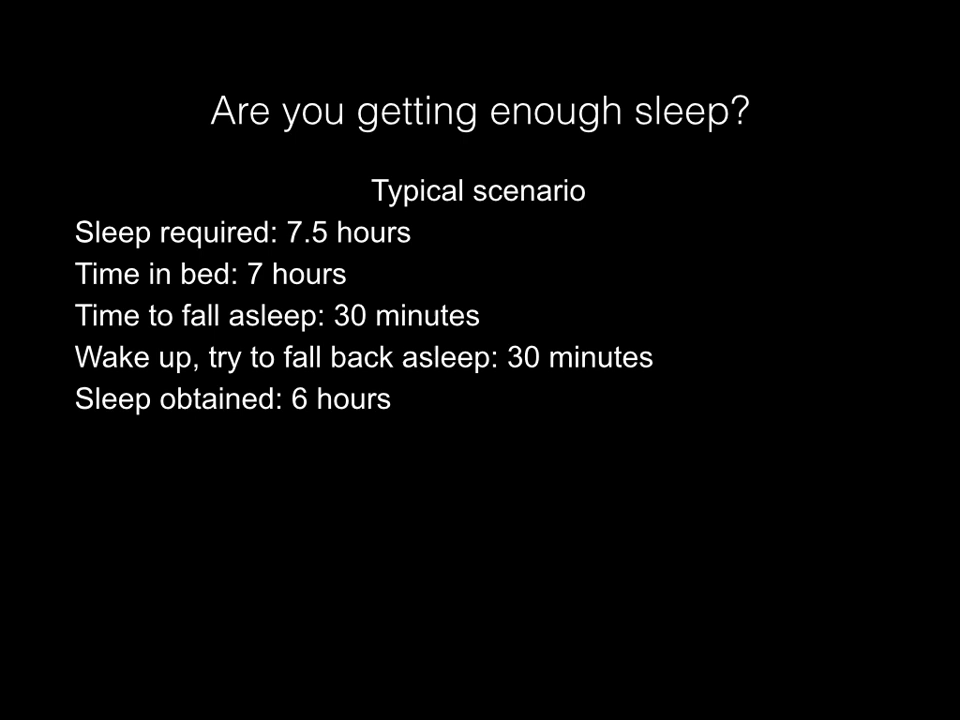 Are you getting enough sleep?
Typical scenario
Sleep required: 7.5 hours
Time in bed: 7 hours
Time to fall asleep: 30 minutes
Wake up, try to fall back asleep: 30 minutes
Sleep obtained: 6 hours